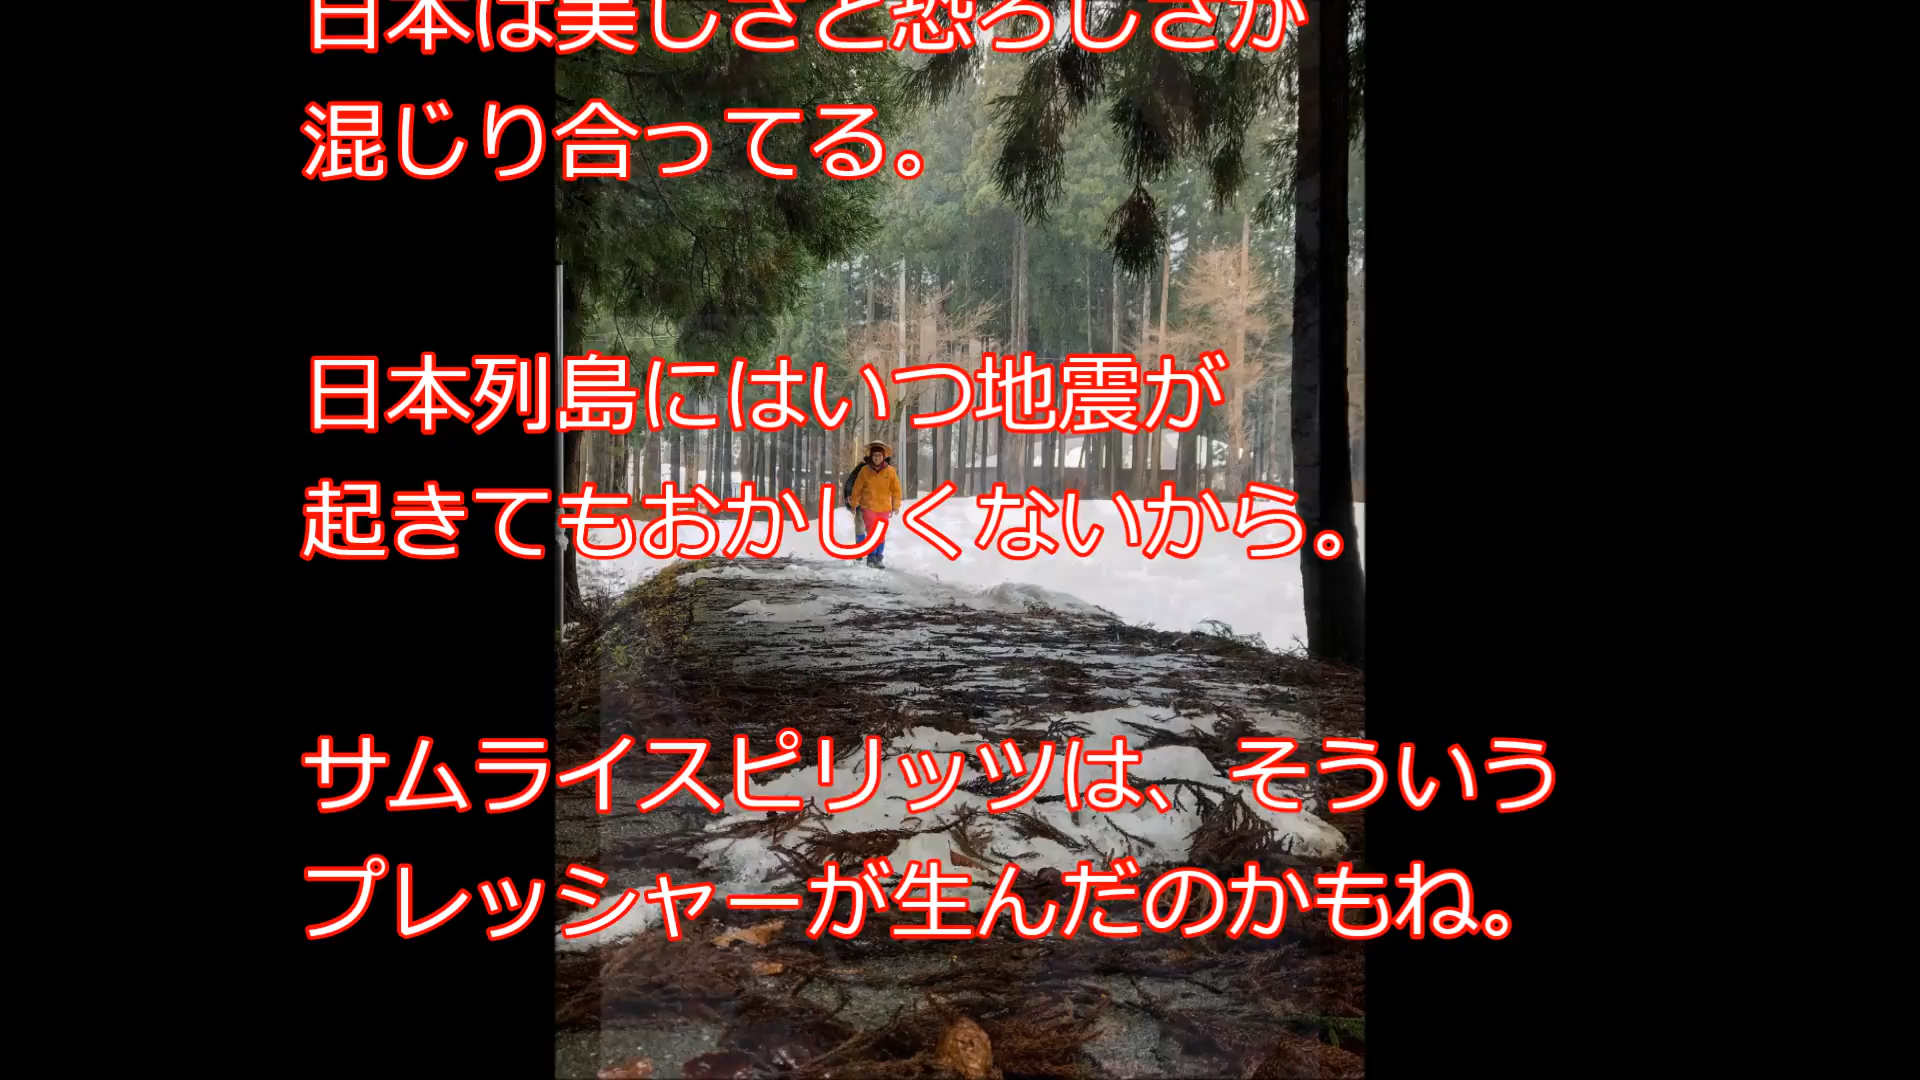 日本は美しさと恐ろしさが
混じり合ってる。
日本列島にはいつ地震が
起きてもおかしくないから。
サムライスピリッツは、そういう
プレッシャーが生んだのかもね。